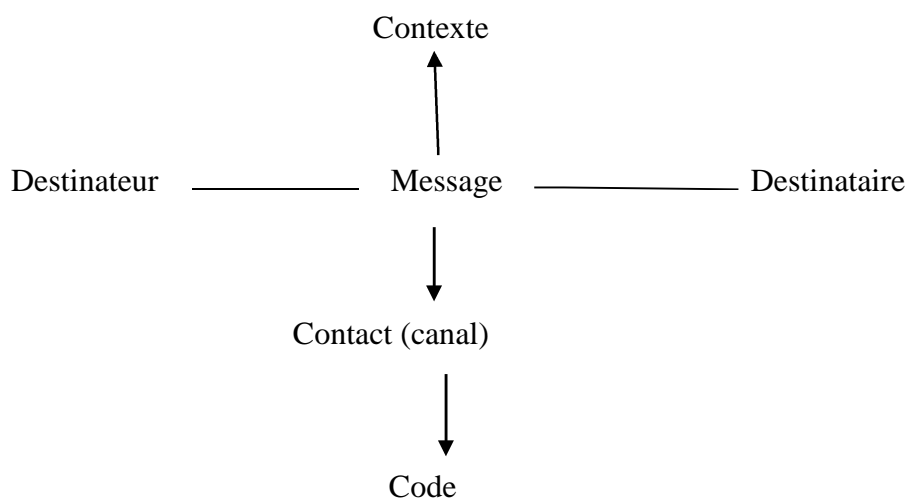 Contexte
Destinateur Message Destinataire
Contact (canal)
Code